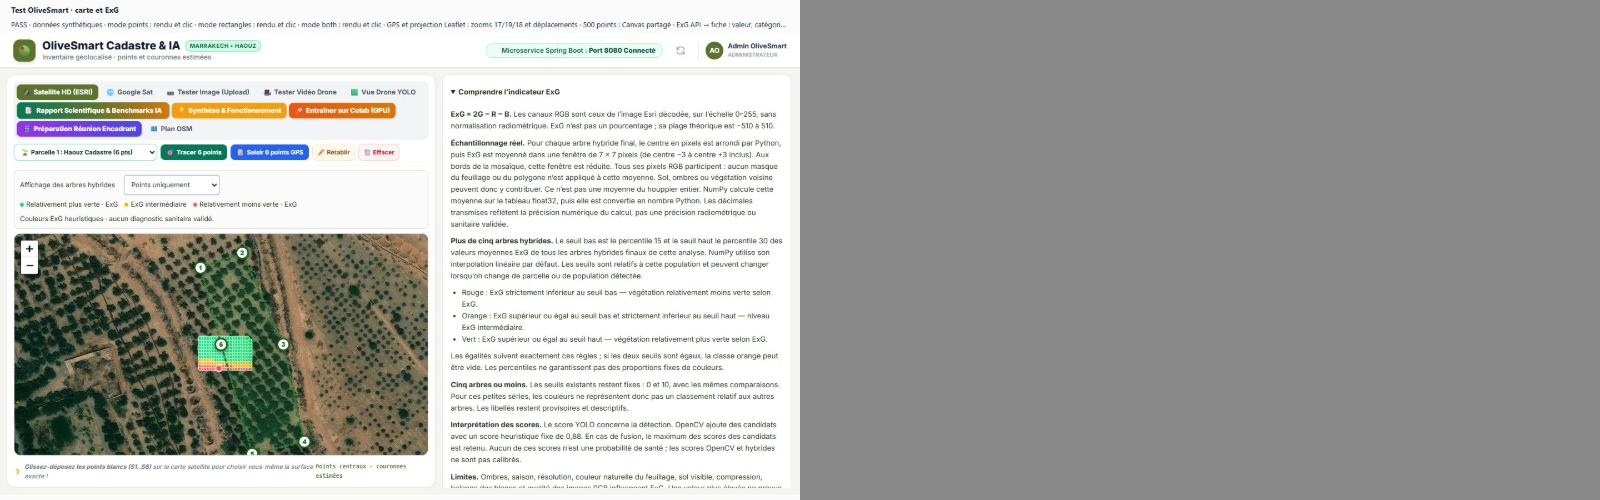 Test OliveSmart · carte et ExG
PASS · données synthétiques · mode points : rendu et clic · mode rectangles : rendu et clic · mode both : rendu et clic · GPS et projection Leaflet : zooms 17/19/18 et déplacements · 500 points : Canvas partagé · ExG API → fiche : valeur, catégori...
OliveSmart Cadastre & IA
MARRAKECH • HAOUZ
Inventaire géolocalisé · points et couronnes estimées
Microservice Spring Boot : Port 8080 Connecté
AO
Admin OliveSmart
ADMINISTRATEUR
Satellite HD (ESRI)
Google Sat
Tester Image (Upload)
Tester Vidéo Drone
Vue Drone YOLO
Rapport Scientifique & Benchmarks IA
Synthèse & Fonctionnement
Entraîner sur Colab (GPU)
Préparation Réunion Encadrant
Plan OSM
Parcelle 1 : Haouz Cadastre (6 pts)
Tracer 6 points
Saisir 6 points GPS
Rétablir
Effacer
Affichage des arbres hybrides
Points uniquement
Relativement plus verte · ExG
ExG intermédiaire
Relativement moins verte · ExG
Couleurs ExG heuristiques · aucun diagnostic sanitaire validé.
+
−
1
2
3
4
5
6
Glissez-déposez les points blancs (S1..S6) sur la carte satellite pour choisir vous-même la surface
exacte !
Points centraux · couronnes
estimées
▼ Comprendre l'indicateur ExG
ExG = 2G − R − B. Les canaux RGB sont ceux de l'image Esri décodée, sur l'échelle 0–255, sans
normalisation radiométrique. ExG n'est pas un pourcentage ; sa plage théorique est −510 à 510.
Échantillonnage réel. Pour chaque arbre hybride final, le centre en pixels est arrondi par Python,
puis ExG est moyenné dans une fenêtre de 7 × 7 pixels (de centre −3 à centre +3 inclus). Aux
bords de la mosaïque, cette fenêtre est réduite. Tous ses pixels RGB participent : aucun masque
du feuillage ou du polygone n'est appliqué à cette moyenne. Sol, ombres ou végétation voisine
peuvent donc y contribuer. Ce n'est pas une moyenne du houppier entier. NumPy calcule cette
moyenne sur le tableau float32, puis elle est convertie en nombre Python. Les décimales
transmises reflètent la précision numérique du calcul, pas une précision radiométrique ou
sanitaire validée.
Plus de cinq arbres hybrides. Le seuil bas est le percentile 15 et le seuil haut le percentile 30 des
valeurs moyennes ExG de tous les arbres hybrides finaux de cette analyse. NumPy utilise son
interpolation linéaire par défaut. Les seuils sont relatifs à cette population et peuvent changer
lorsqu'on change de parcelle ou de population détectée.
• Rouge : ExG strictement inférieur au seuil bas — végétation relativement moins verte selon
ExG.
• Orange : ExG supérieur ou égal au seuil bas et strictement inférieur au seuil haut — niveau
ExG intermédiaire.
• Vert : ExG supérieur ou égal au seuil haut — végétation relativement plus verte selon ExG.
Les égalités suivent exactement ces règles ; si les deux seuils sont égaux, la classe orange peut
être vide. Les percentiles ne garantissent pas des proportions fixes de couleurs.
Cinq arbres ou moins. Les seuils existants restent fixes : 0 et 10, avec les mêmes comparaisons.
Pour ces petites séries, les couleurs ne représentent donc pas un classement relatif aux autres
arbres. Les libellés restent provisoires et descriptifs.
Interprétation des scores. Le score YOLO concerne la détection. OpenCV ajoute des candidats
avec un score heuristique fixe de 0,88. En cas de fusion, le maximum des scores des candidats
est retenu. Aucun de ces scores n'est une probabilité de santé ; les scores OpenCV et hybrides
ne sont pas calibrés.
Limites. Ombres, saison, résolution, couleur naturelle du feuillage, sol visible, compression,